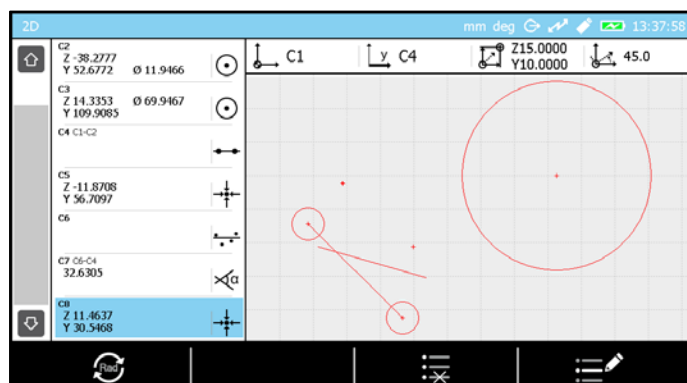 2D mm deg 13:37:58
C1 y C4 Z15.0000 Y10.0000 45.0
C2
Z -38.2777
Y 52.6772 Ø 11.9466
C3
Z 14.3353 Ø 69.9467
Y 109.9085
C4 C1-C2
C5
Z -11.8708
Y 56.7097
C6
C7 C6-C4
32.6305
α
C8
Z 11.4637
Y 30.5468
Rad